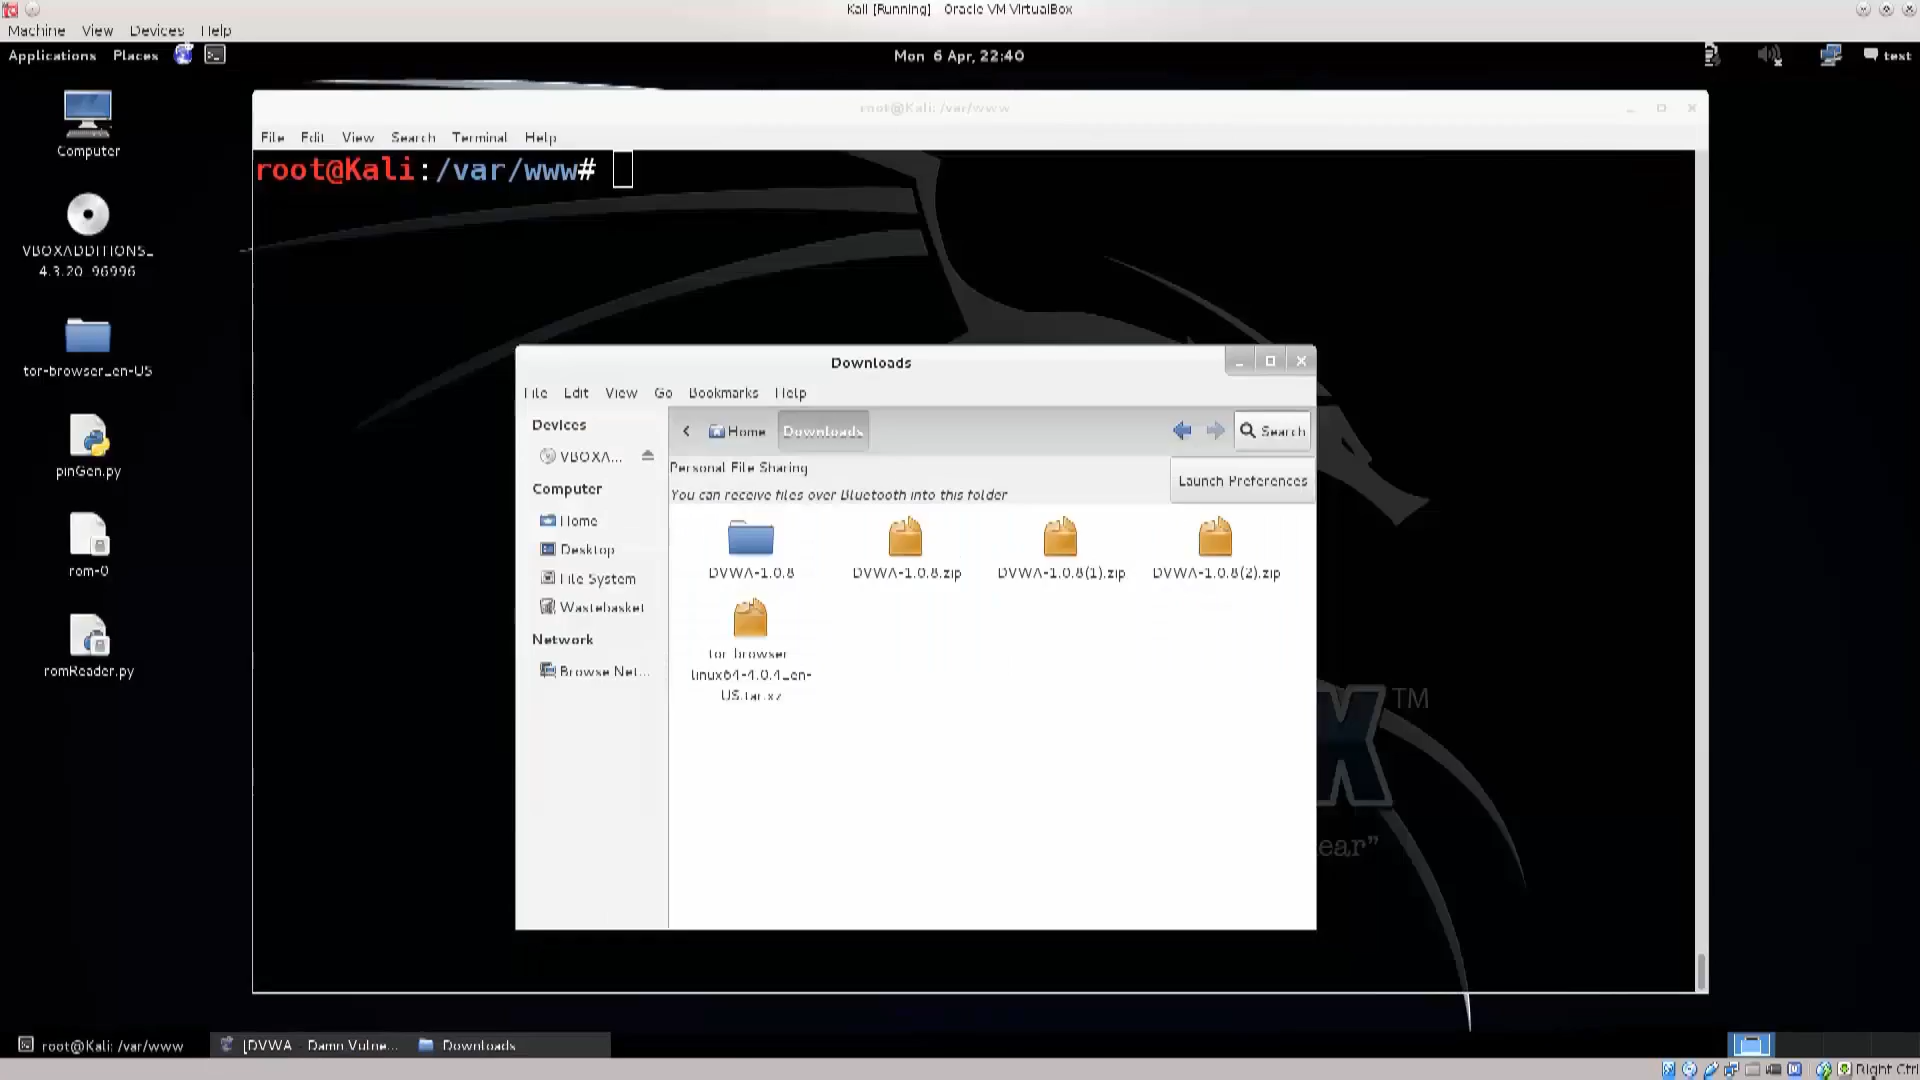 Kali [Running] - Oracle VM VirtualBox
Machine View Devices Help
Applications Places
Mon 6 Apr, 22:40
text
Computer
VBOXADDITIONS_
4.3.20_96996
tor-browser_en-US
pinGen.py
rom-0
romReader.py
root@Kali: /var/www
File Edit View Search Terminal Help
root@Kali:/var/www#
Downloads
File Edit View Go Bookmarks Help
Devices
VBOXA...
Computer
Home
Desktop
File System
Wastebasket
Network
Browse Net...
Home Downloads
Search
Personal File Sharing
You can receive files over Bluetooth into this folder
Launch Preferences
DVWA-1.0.8
DVWA-1.0.8.zip
DVWA-1.0.8(1).zip
DVWA-1.0.8(2).zip
tor-browser-
linux64-4.0.4_en-
US.tar.xz
TM
ear”
root@Kali: /var/www
[DVWA - Damn Vulne...
Downloads
Right Ctrl